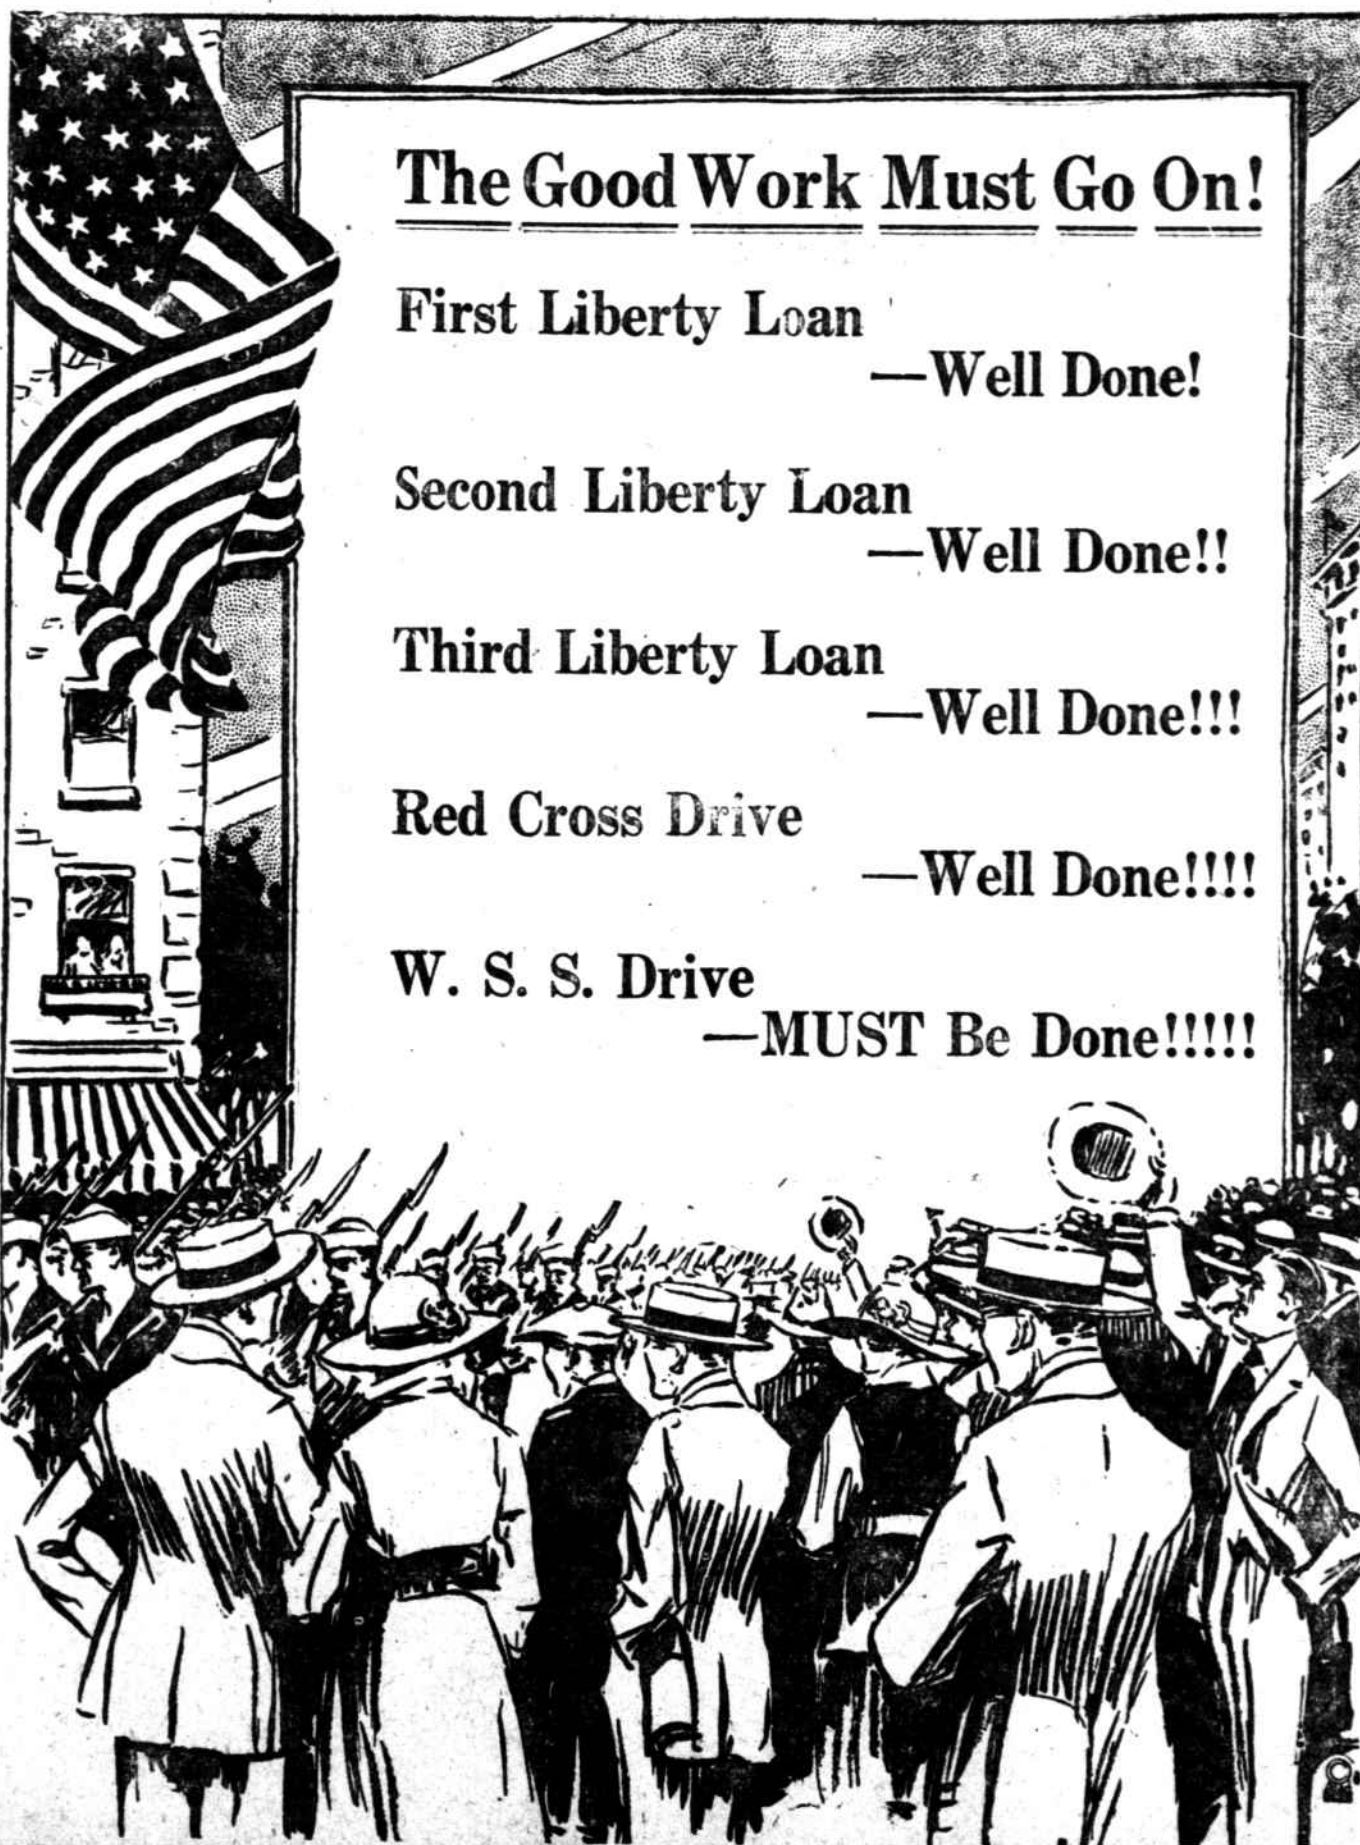 The Good Work Must Go On!
First Liberty Loan
—Well Done!
Second Liberty Loan
—Well Done!!
Third Liberty Loan
—Well Done!!!
Red Cross Drive
—Well Done!!!!
W. S. S. Drive
—MUST Be Done!!!!!